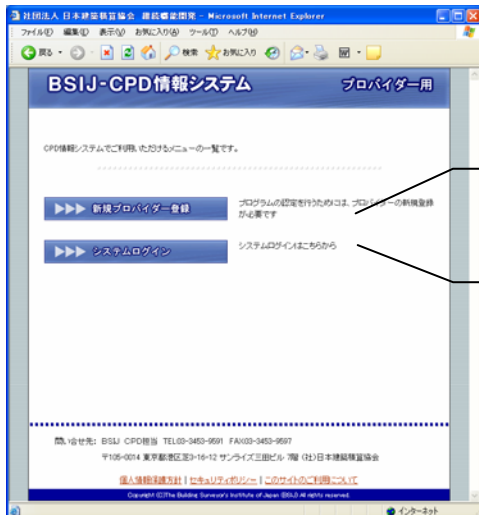 社団法人 日本建築積算協会 継続能力開発 - Microsoft Internet Explorer
ファイル(F) 編集(E) 表示(V) お気に入り(A) ツール(T) ヘルプ(H)
戻る 検索 お気に入り
BSIJ-CPD情報システム プロバイダー用
CPD情報システムでご利用いただけるメニューの一覧です。
新規プロバイダー登録
プログラムの認定を行うためには、プロバイダーの新規登録
が必要です
システムログイン
システムログインはこちらから
問い合せ先: BSIJ CPD担当 TEL03-3453-9591 FAX03-3453-9597
〒105-0014 東京都港区芝3-16-12 サンライズ三田ビル 7階 (社)日本建築積算協会
個人情報保護方針 | セキュリティポリシー | このサイトのご利用について
Copyright (C)The Building Surveyor's Institute of Japan (BSIJ) All rights reserved.
インターネット